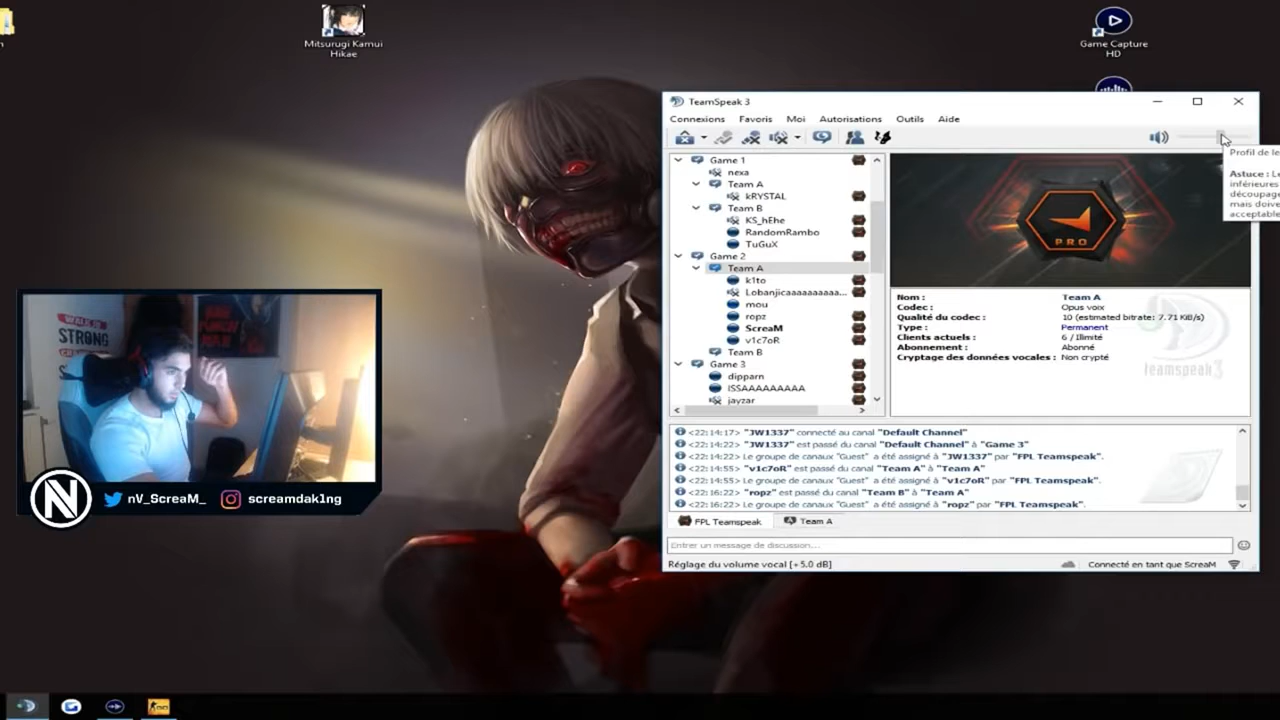 Mitsurugi Kamui
Hikae
Game Capture
HD
TeamSpeak 3
Connexions Favoris Moi Autorisations Outils Aide
Game 1
nexa
Team A
kRYSTAL
Team B
KS_hEhe
RandomRambo
TuGuX
Game 2
Team A
k1to
Lobanjicaaaaaaaaaa...
mou
ropz
ScreaM
v1c7oR
Team B
Game 3
dipparn
ISSAAAAAAAAA
jayzar
PRO
Profil de le
Astuce : Le
inférieures
découpage
mais doive
acceptable
Nom : Team A
Codec : Opus voix
Qualité du codec : 10 (estimated bitrate: 7.71 KiB/s)
Type : Permanent
Clients actuels : 6 / Illimité
Abonnement : Abonné
Cryptage des données vocales : Non crypté
teamspeak3
<22:14:17> "JW1337" connecté au canal "Default Channel"
<22:14:22> "JW1337" est passé du canal "Default Channel" à "Game 3"
<22:14:22> Le groupe de canaux "Guest" a été assigné à "JW1337" par "FPL Teamspeak".
<22:14:55> "v1c7oR" est passé du canal "Team A" à "Team A"
<22:14:55> Le groupe de canaux "Guest" a été assigné à "v1c7oR" par "FPL Teamspeak".
<22:16:22> "ropz" est passé du canal "Team B" à "Team A"
<22:16:22> Le groupe de canaux "Guest" a été assigné à "ropz" par "FPL Teamspeak".
FPL Teamspeak Team A
Entrer un message de discussion...
Réglage du volume vocal [+5.0 dB] Connecté en tant que ScreaM
STRONG
N nV_ScreaM_ screamdak1ng